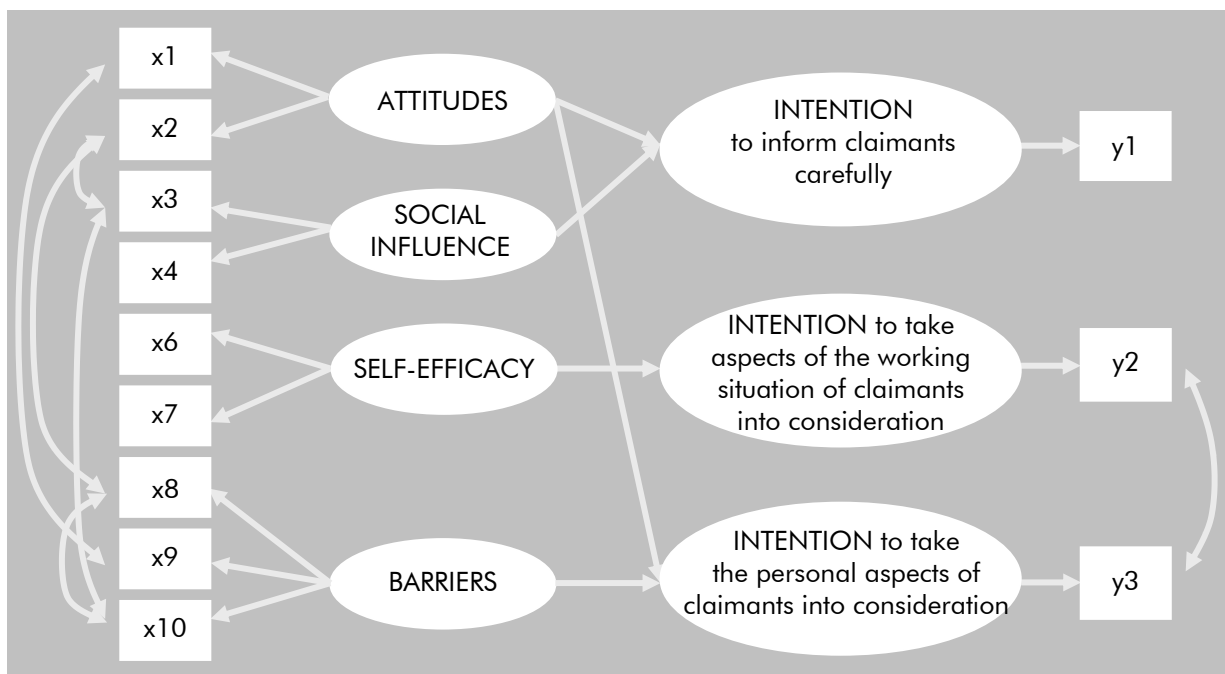 x1
x2
x3
x4
x6
x7
x8
x9
x10
ATTITUDES
SOCIAL
INFLUENCE
SELF-EFFICACY
BARRIERS
INTENTION
to inform claimants
carefully
INTENTION to take
aspects of the working
situation of claimants
into consideration
INTENTION to take
the personal aspects of
claimants into consideration
y1
y2
y3